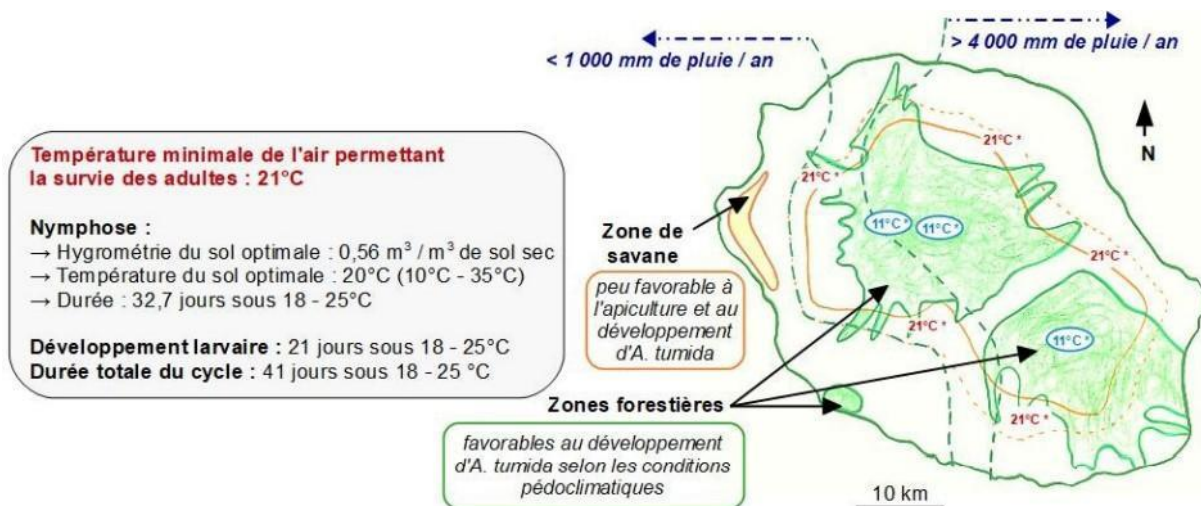 < 1 000 mm de pluie / an
> 4 000 mm de pluie / an
N
Température minimale de l'air permettant
la survie des adultes : 21°C
Nymphose :
→ Hygrométrie du sol optimale : 0,56 m³ / m³ de sol sec
→ Température du sol optimale : 20°C (10°C - 35°C)
→ Durée : 32,7 jours sous 18 - 25°C
Développement larvaire : 21 jours sous 18 - 25°C
Durée totale du cycle : 41 jours sous 18 - 25 °C
Zone de
savane
peu favorable à
l'apiculture et au
développement
d'A. tumida
Zones forestières
favorables au développement
d'A. tumida selon les conditions
pédoclimatiques
21°C *
21°C *
11°C *
11°C *
21°C *
21°C *
11°C *
21°C *
10 km